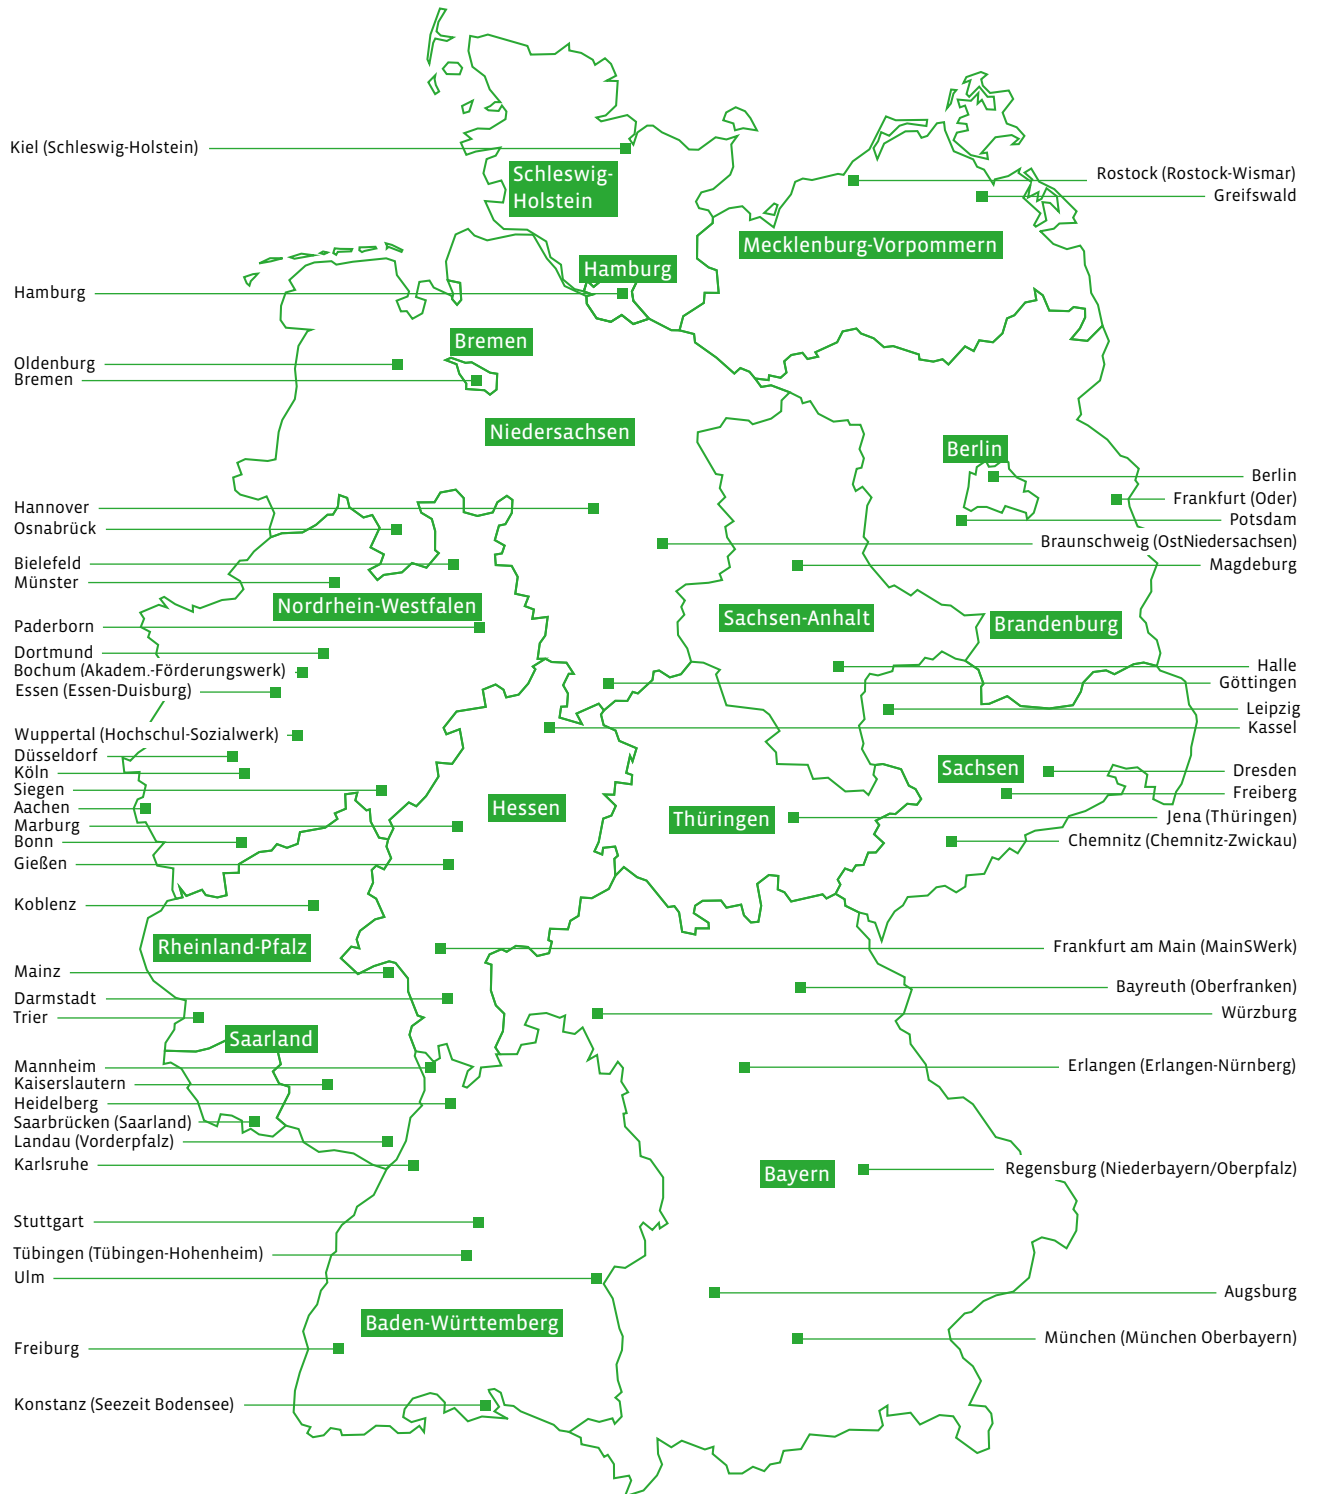 Kiel (Schleswig-Holstein)
Schleswig-
Holstein
Rostock (Rostock-Wismar)
Greifswald
Mecklenburg-Vorpommern
Hamburg
Hamburg
Bremen
Oldenburg
Bremen
Niedersachsen
Berlin
Berlin
Frankfurt (Oder)
Hannover
Potsdam
Osnabrück
Braunschweig (OstNiedersachsen)
Bielefeld
Magdeburg
Münster
Nordrhein-Westfalen
Sachsen-Anhalt
Brandenburg
Paderborn
Dortmund
Halle
Bochum (Akadem.-Förderungswerk)
Göttingen
Essen (Essen-Duisburg)
Leipzig
Kassel
Wuppertal (Hochschul-Sozialwerk)
Düsseldorf
Sachsen
Dresden
Köln
Siegen
Freiberg
Aachen
Hessen
Thüringen
Jena (Thüringen)
Marburg
Bonn
Chemnitz (Chemnitz-Zwickau)
Gießen
Koblenz
Rheinland-Pfalz
Frankfurt am Main (MainSWerk)
Mainz
Bayreuth (Oberfranken)
Darmstadt
Würzburg
Trier
Saarland
Mannheim
Erlangen (Erlangen-Nürnberg)
Kaiserslautern
Heidelberg
Saarbrücken (Saarland)
Landau (Vorderpfalz)
Karlsruhe
Bayern
Regensburg (Niederbayern/Oberpfalz)
Stuttgart
Tübingen (Tübingen-Hohenheim)
Ulm
Augsburg
Baden-Württemberg
München (München Oberbayern)
Freiburg
Konstanz (Seezeit Bodensee)